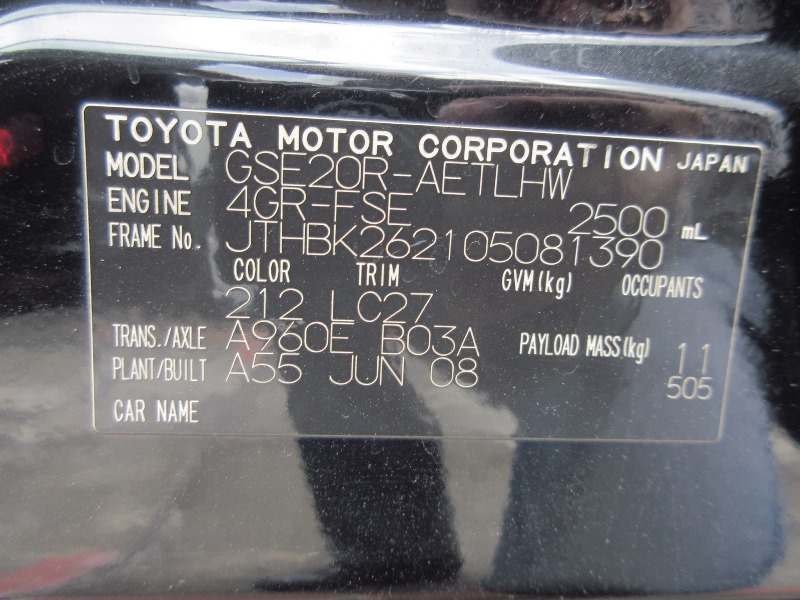 TOYOTA MOTOR CORPORATION JAPAN
MODEL GSE20R-AETLHW
ENGINE 4GR-FSE 2500 mL
FRAME No. JTHBK262105081390
COLOR TRIM GVM(kg) OCCUPANTS
212 LC27
TRANS./AXLE A960E B03A PAYLOAD MASS(kg) 11
PLANT/BUILT A55 JUN 08 505
CAR NAME